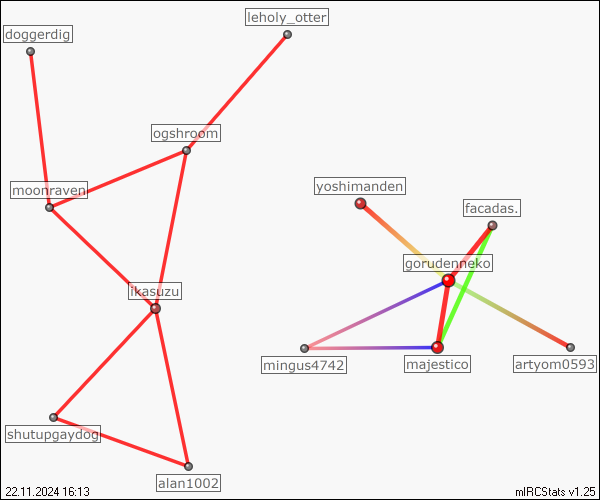 leholy_otter
doggerdig
ogshroom
yoshimanden
moonraven
facadas.
gorudenneko
ikasuzu
mingus4742
majestico
artyom0593
shutupgaydog
alan1002
22.11.2024 16:13
mIRCStats v1.25